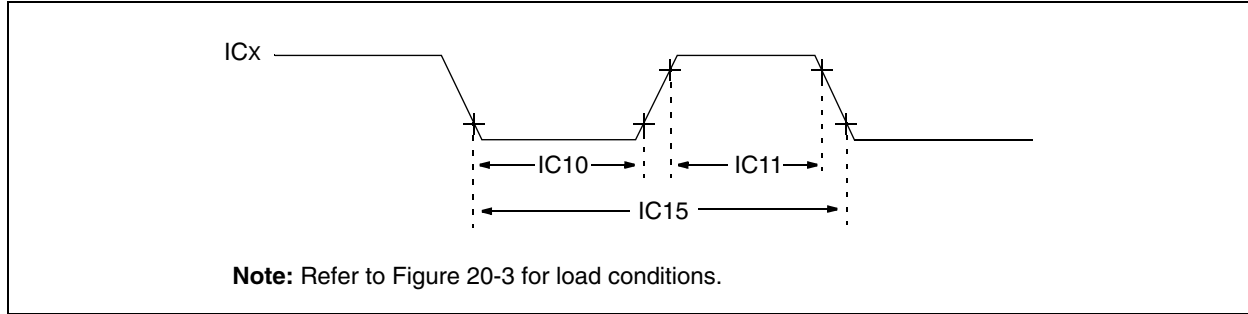 ICx
IC10
IC11
IC15
Note: Refer to Figure 20-3 for load conditions.